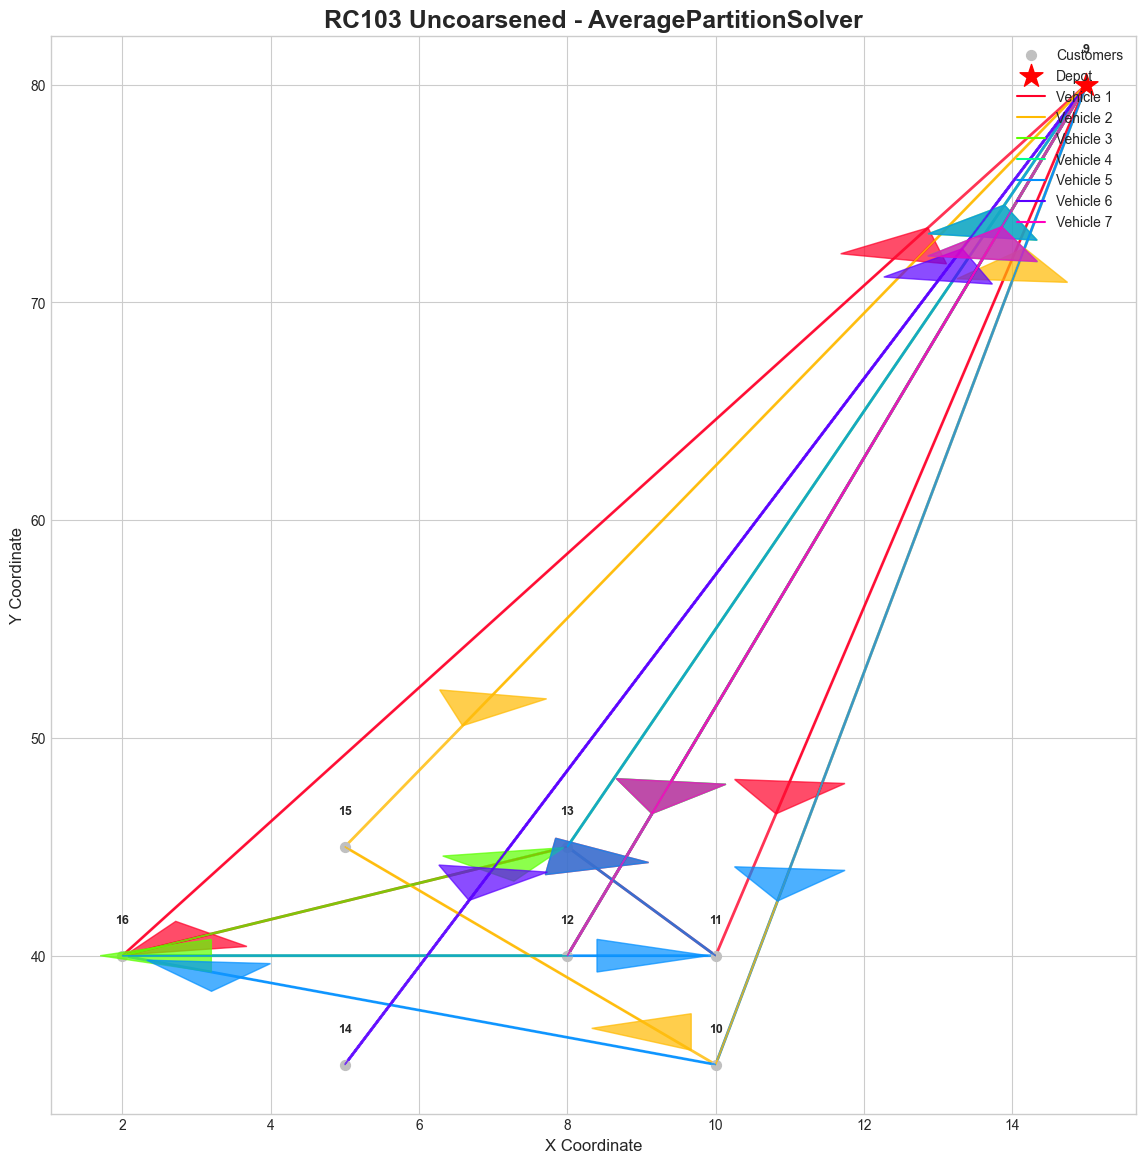 RC103 Uncoarsened - AveragePartitionSolver
9
Customers
Depot
Vehicle 1
Vehicle 2
Vehicle 3
Vehicle 4
Vehicle 5
Vehicle 6
Vehicle 7
80
70
60
50
40
Y Coordinate
15
13
16
12
11
14
10
2
4
6
8
10
12
14
X Coordinate